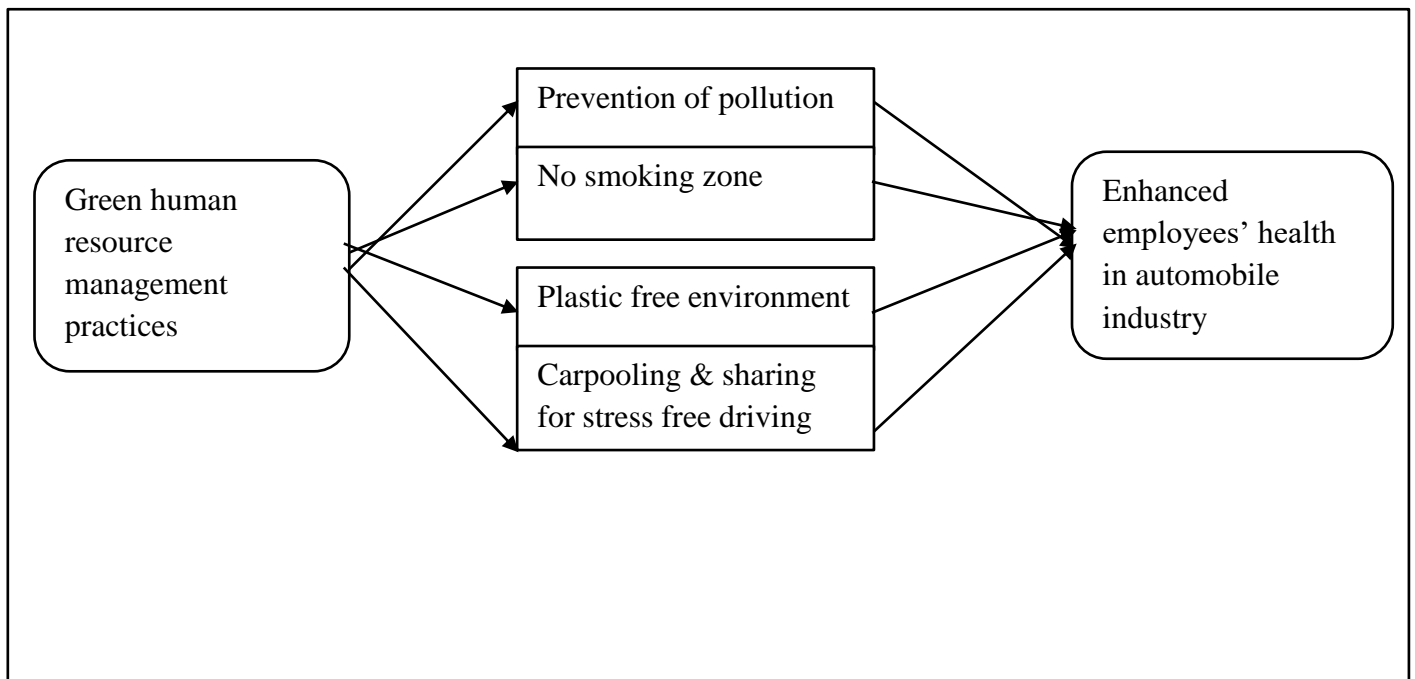 Green human
resource
management
practices
Prevention of pollution
No smoking zone
Plastic free environment
Carpooling & sharing
for stress free driving
Enhanced
employees’ health
in automobile
industry